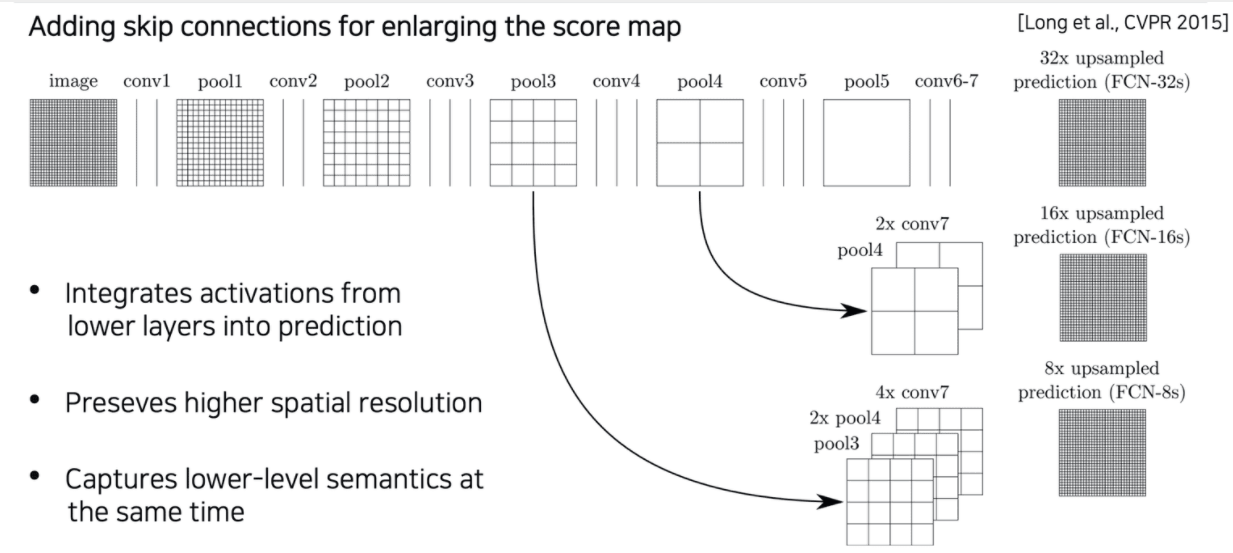 Adding skip connections for enlarging the score map
[Long et al., CVPR 2015]
image
conv1
pool1
conv2
pool2
conv3
pool3
conv4
pool4
conv5
pool5
conv6-7
32x upsampled
prediction (FCN-32s)
2x conv7
pool4
16x upsampled
prediction (FCN-16s)
4x conv7
2x pool4
pool3
8x upsampled
prediction (FCN-8s)
• Integrates activations from
lower layers into prediction
• Preseves higher spatial resolution
• Captures lower-level semantics at
the same time